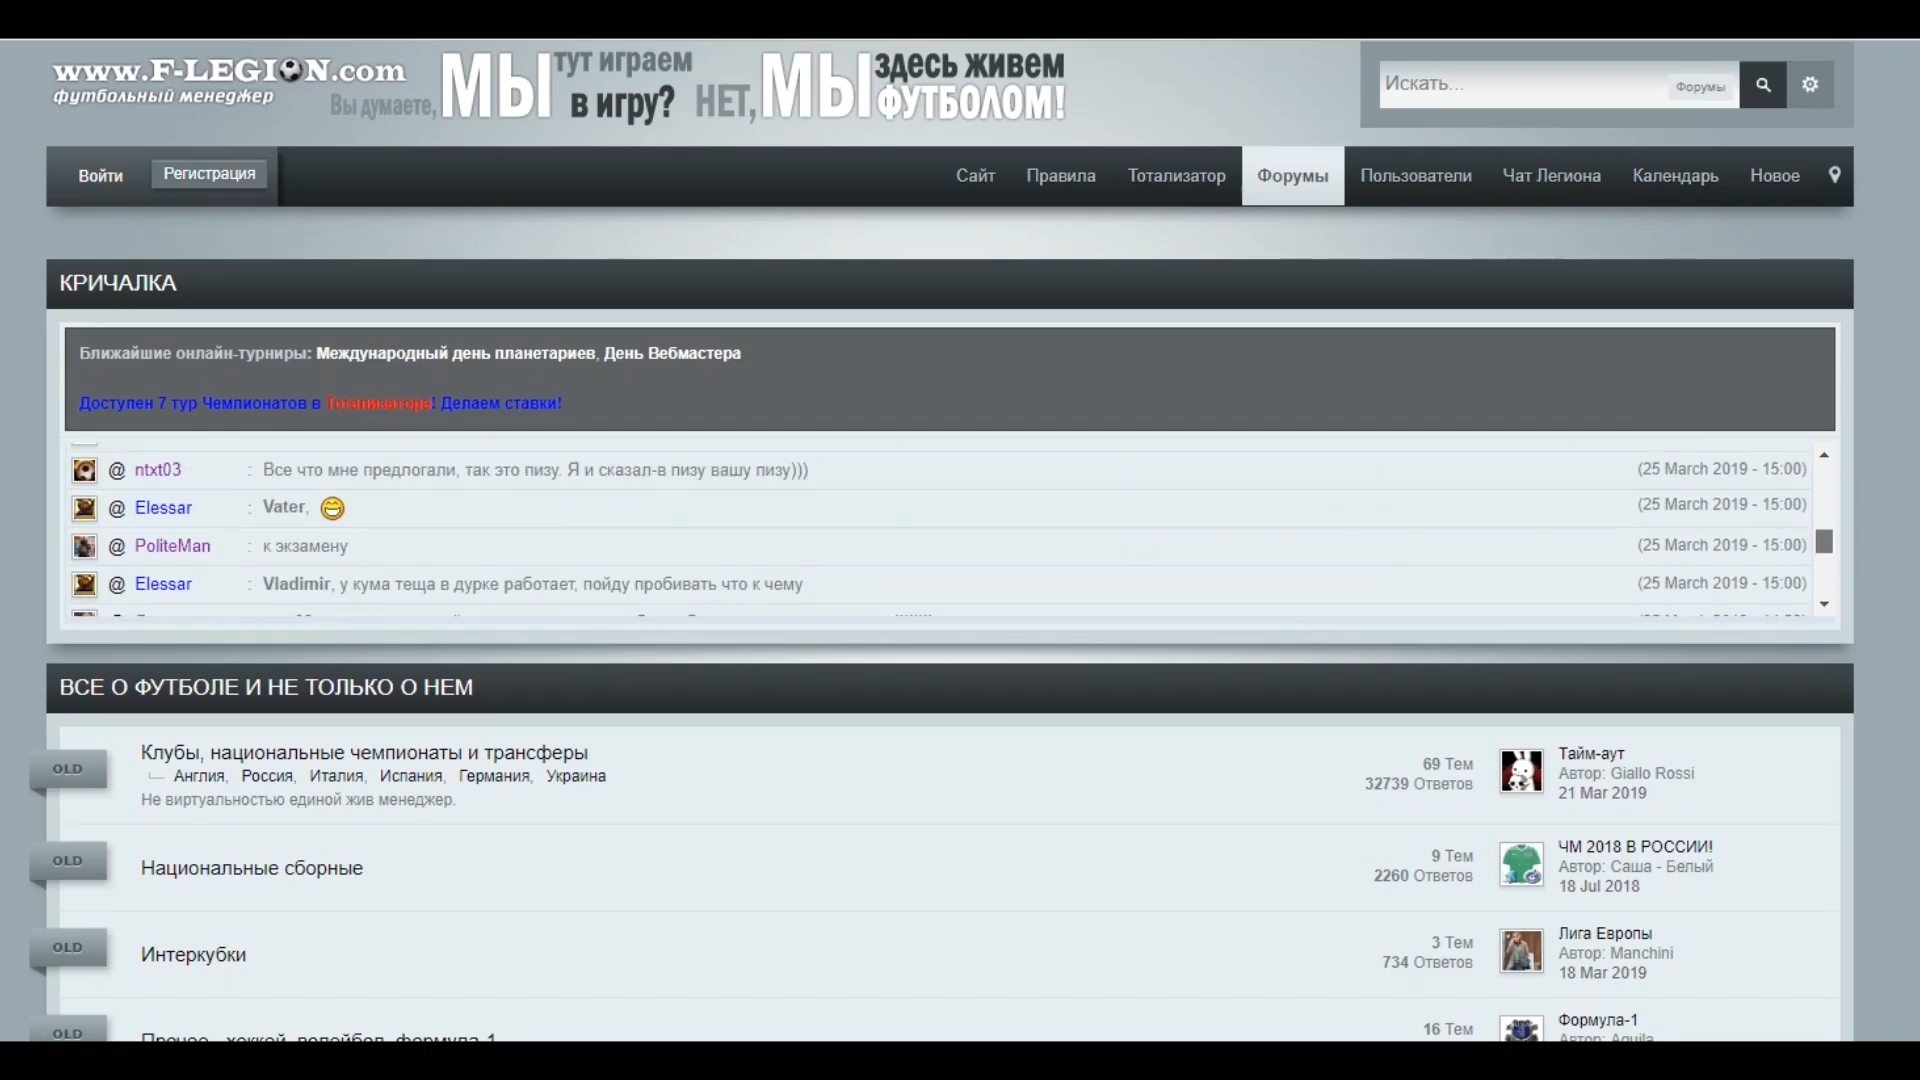 www.F-LEGION.com
футбольный менеджер
Вы думаете, МЫ тут играем в игру? НЕТ, МЫ здесь живем ФУТБОЛОМ!
Искать...
Форумы
Войти
Регистрация
Сайт
Правила
Тотализатор
Форумы
Пользователи
Чат Легиона
Календарь
Новое
КРИЧАЛКА
Ближайшие онлайн-турниры: Международный день планетариев, День Вебмастера
Доступен 7 тур Чемпионатов в Тотализаторе! Делаем ставки!
@ ntxt03 : Все что мне предлогали, так это пизу. Я и сказал-в пизу вашу пизу))) (25 March 2019 - 15:00)
@ Elessar : Vater, (25 March 2019 - 15:00)
@ PoliteMan : к экзамену (25 March 2019 - 15:00)
@ Elessar : Vladimir, у кума теща в дурке работает, пойду пробивать что к чему (25 March 2019 - 15:00)
ВСЕ О ФУТБОЛЕ И НЕ ТОЛЬКО О НЕМ
OLD
Клубы, национальные чемпионаты и трансферы
Англия, Россия, Италия, Испания, Германия, Украина
Не виртуальностью единой жив менеджер.
69 Тем
32739 Ответов
Тайм-аут
Автор: Giallo Rossi
21 Mar 2019
OLD
Национальные сборные
9 Тем
2260 Ответов
ЧМ 2018 В РОССИИ!
Автор: Саша - Белый
18 Jul 2018
OLD
Интеркубки
3 Тем
734 Ответов
Лига Европы
Автор: Manchini
18 Mar 2019
OLD
Прочее - хоккей, волейбол, формула-1
16 Тем
Формула-1
Автор: Aquila